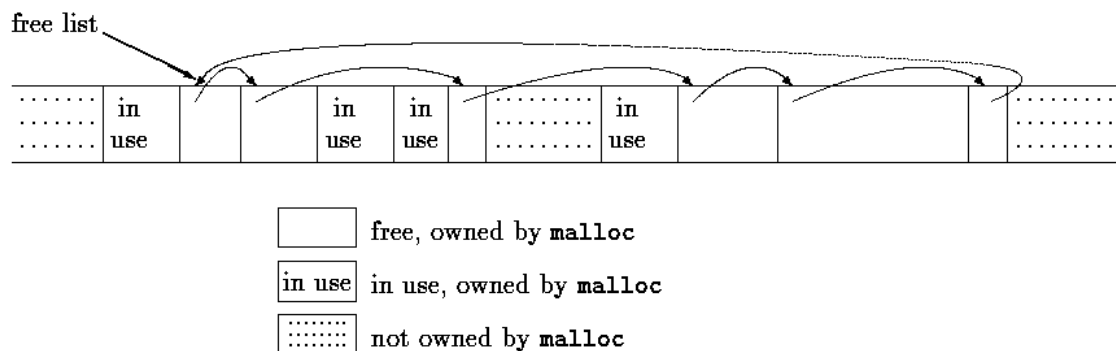 free list
in
use
in
use
in
use
in
use
free, owned by malloc
in use
in use, owned by malloc
not owned by malloc